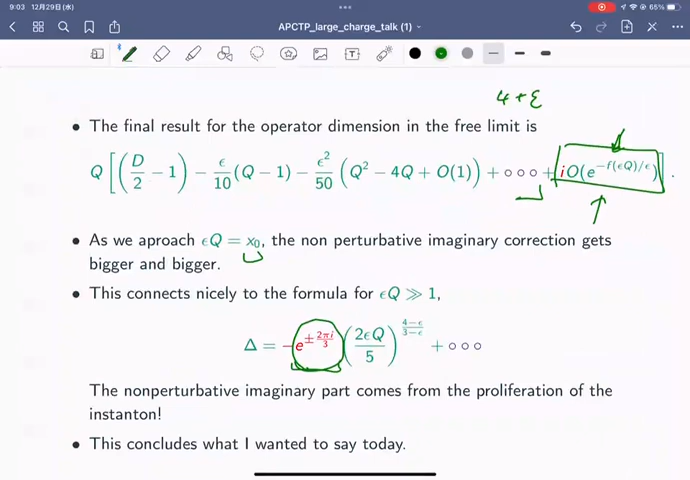 9:03 12月29日(水)
APCTP_large_charge_talk (1)
65%
4 + ε
• The final result for the operator dimension in the free limit is
Q [ (D/2 − 1) − ϵ/10 (Q − 1) − ϵ²/50 (Q² − 4Q + O(1)) + ∘∘∘ + iO(e^{−f(ϵQ)/ϵ}) ] .
• As we aproach ϵQ = x₀, the non perturbative imaginary correction gets
bigger and bigger.
• This connects nicely to the formula for ϵQ ≫ 1,
Δ = −e^{± 2πi/3} (2ϵQ/5)^{(4−ϵ)/(3−ϵ)} + ∘∘∘
The nonperturbative imaginary part comes from the proliferation of the
instanton!
• This concludes what I wanted to say today.